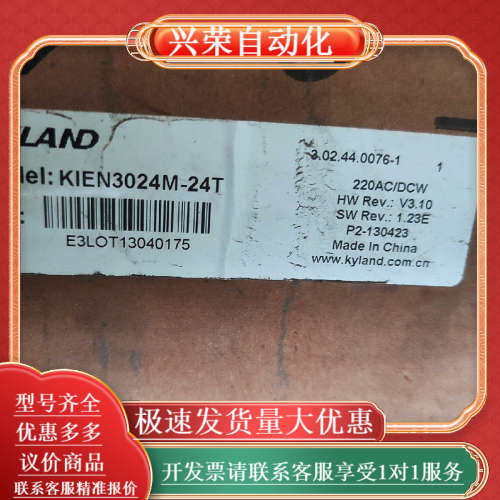 兴荣自动化
LAND
del: KIEN3024M-24T
E3LOT13040175
3.02.44.0076-1 1
220AC/DCW
HW Rev.: V3.10
SW Rev.: 1.23E
P2-130423
Made In China
www.kyland.com.cn
型号齐全
优惠多多
议价商品
联系客服精准报价
极速发货量大优惠
开发票请联系客服享受1对1服务